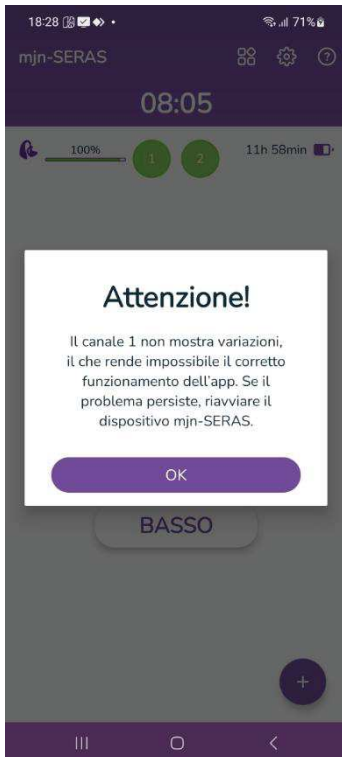 18:28
71%
mjn-SERAS
08:05
100%
1
2
11h 58min
Attenzione!
Il canale 1 non mostra variazioni,
il che rende impossibile il corretto
funzionamento dell'app. Se il
problema persiste, riavviare il
dispositivo mjn-SERAS.
OK
BASSO